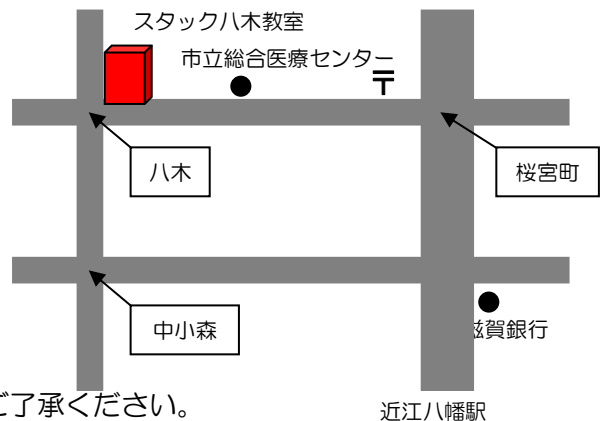 スタック八木教室
市立総合医療センター
〒
八木
桜宮町
中小森
滋賀銀行
ご了承ください。
近江八幡駅